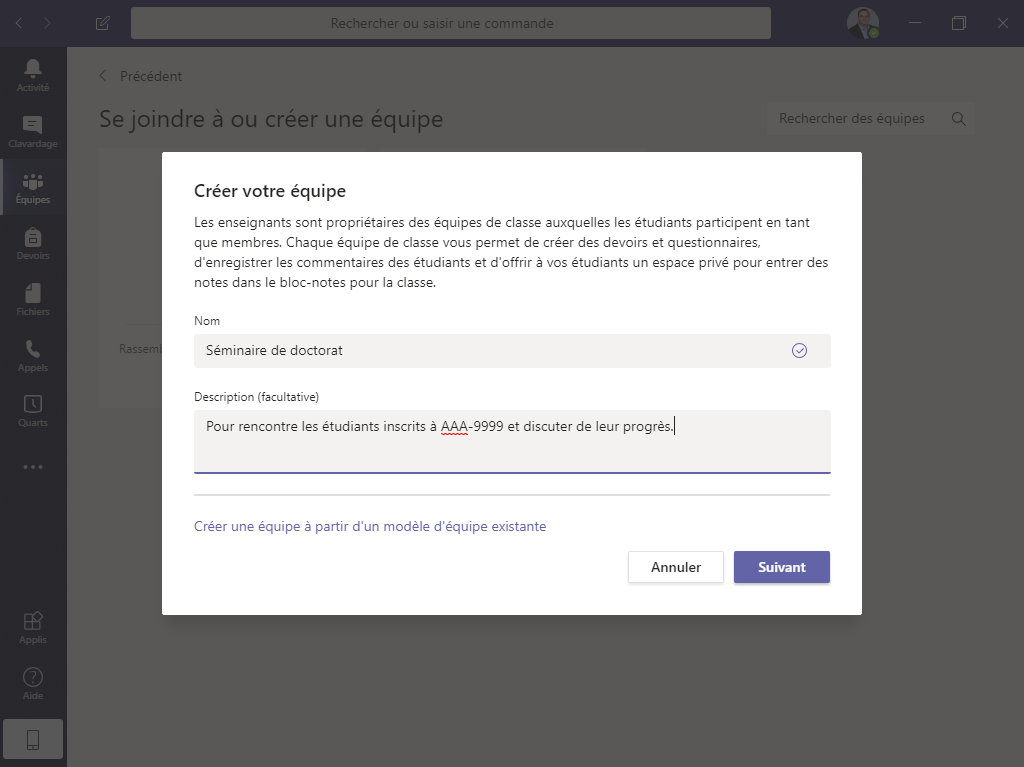 Rechercher ou saisir une commande
Activité
Clavardage
Équipes
Devoirs
Fichiers
Appels
Quarts
Applis
Aide
Précédent
Se joindre à ou créer une équipe
Rechercher des équipes
Créer votre équipe
Les enseignants sont propriétaires des équipes de classe auxquelles les étudiants participent en tant
que membres. Chaque équipe de classe vous permet de créer des devoirs et questionnaires,
d'enregistrer les commentaires des étudiants et d'offrir à vos étudiants un espace privé pour entrer des
notes dans le bloc-notes pour la classe.
Nom
Séminaire de doctorat
Rasseml
Description (facultative)
Pour rencontre les étudiants inscrits à AAA-9999 et discuter de leur progrès.
Créer une équipe à partir d'un modèle d'équipe existante
Annuler
Suivant